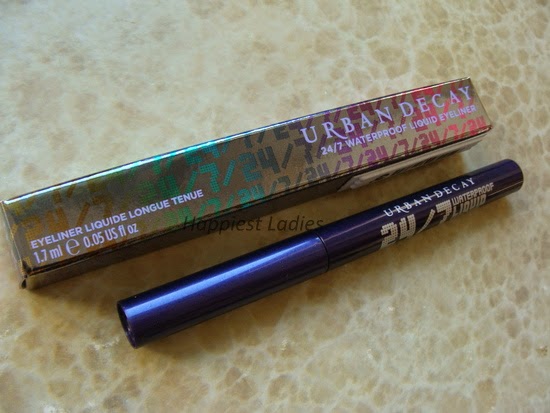 URBAN DECAY
24/7 WATERPROOF LIQUID EYELINER
EYELINER LIQUIDE LONGUE TENUE
1.7 ml e 0.05 US fl oz
Happiest Ladies
URBAN DECAY
24/7 WATERPROOF
LIQUID